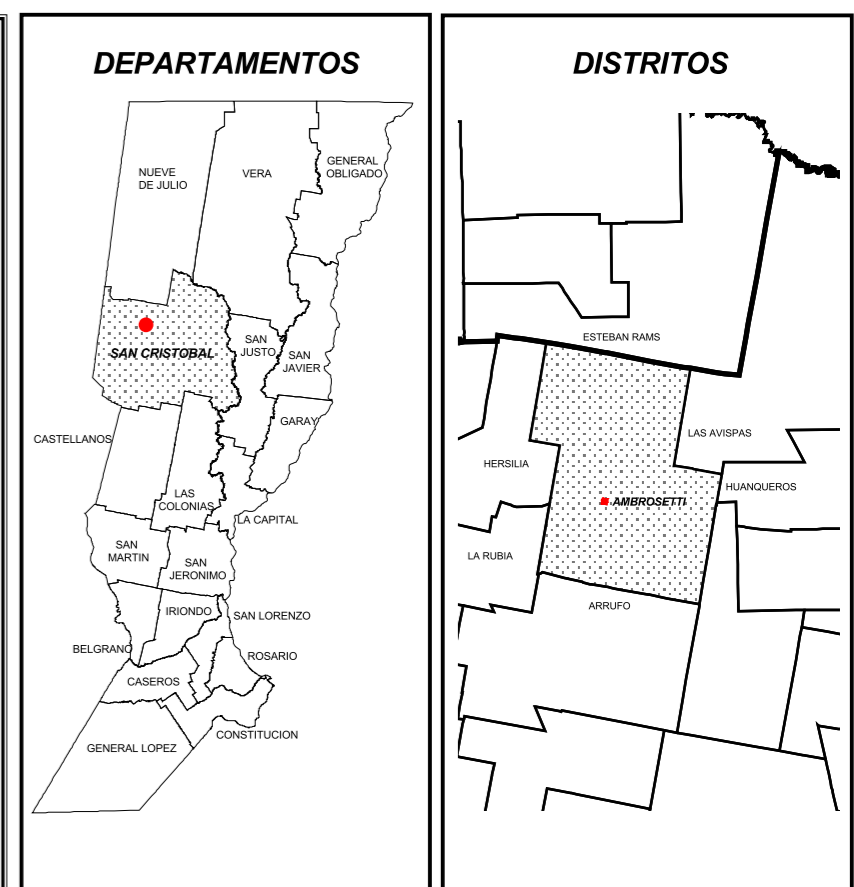 DEPARTAMENTOS
NUEVE
DE JULIO
VERA
GENERAL
OBLIGADO
SAN CRISTOBAL
SAN
JUSTO
SAN
JAVIER
GARAY
CASTELLANOS
LAS
COLONIAS
LA CAPITAL
SAN
MARTIN
SAN
JERONIMO
IRIONDO
SAN LORENZO
BELGRANO
ROSARIO
CASEROS
CONSTITUCION
GENERAL LOPEZ
DISTRITOS
ESTEBAN RAMS
LAS AVISPAS
HERSILIA
HUANQUEROS
AMBROSETTI
LA RUBIA
ARRUFO